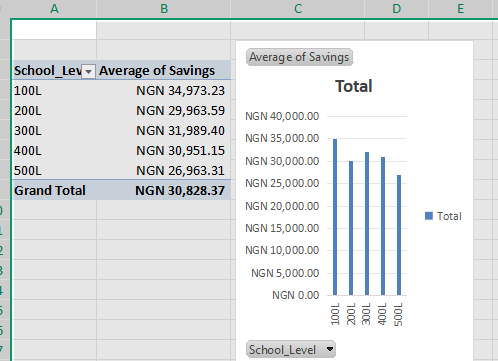 A B C D E
School_Lev Average of Savings
100L NGN 34,973.23
200L NGN 29,963.59
300L NGN 31,989.40
400L NGN 30,951.15
500L NGN 26,963.31
Grand Total NGN 30,828.37
Average of Savings
Total
NGN 40,000.00
NGN 35,000.00
NGN 30,000.00
NGN 25,000.00
NGN 20,000.00
NGN 15,000.00
NGN 10,000.00
NGN 5,000.00
NGN 0.00
100L
200L
300L
400L
500L
Total
School_Level